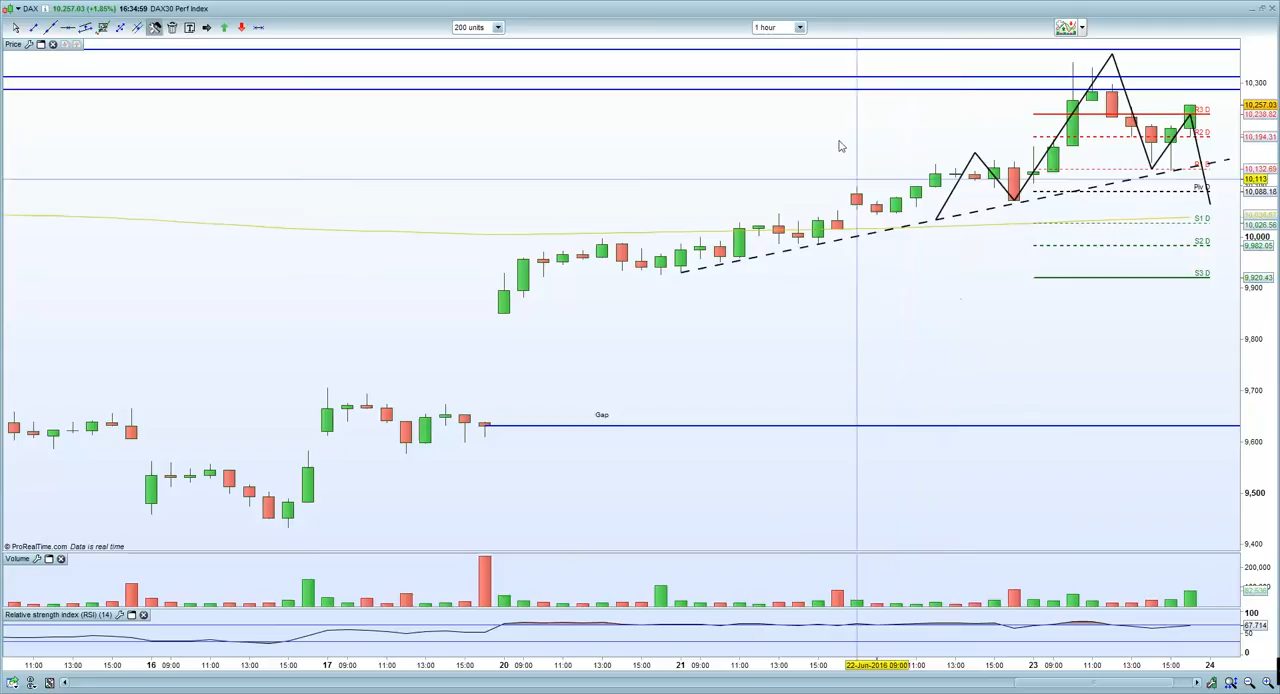 DAX 10,257.03 (+1.85%) 16:34:59 DAX30 Perf Index
200 units 1 hour
Price
10,300
10,257.03
R3 D 10,238.82
R2 D 10,194.31
10,132.69
10,113
Piv D 10,088.18
S1 D 10,026.56
10,000
S2 D 9,982.05
S3 D 9,920.43
9,900
9,800
9,700
Gap
9,600
9,500
9,400
© ProRealTime.com Data is real time
Volume
200,000
Relative strength index (RSI) (14)
100
67.714
50
0
11:00 13:00 15:00 16 09:00 11:00 13:00 15:00 17 09:00 11:00 13:00 15:00 20 09:00 11:00 13:00 15:00 21 09:00 11:00 13:00 15:00 22-Jun-2016 09:00 11:00 13:00 15:00 23 09:00 11:00 13:00 15:00 24